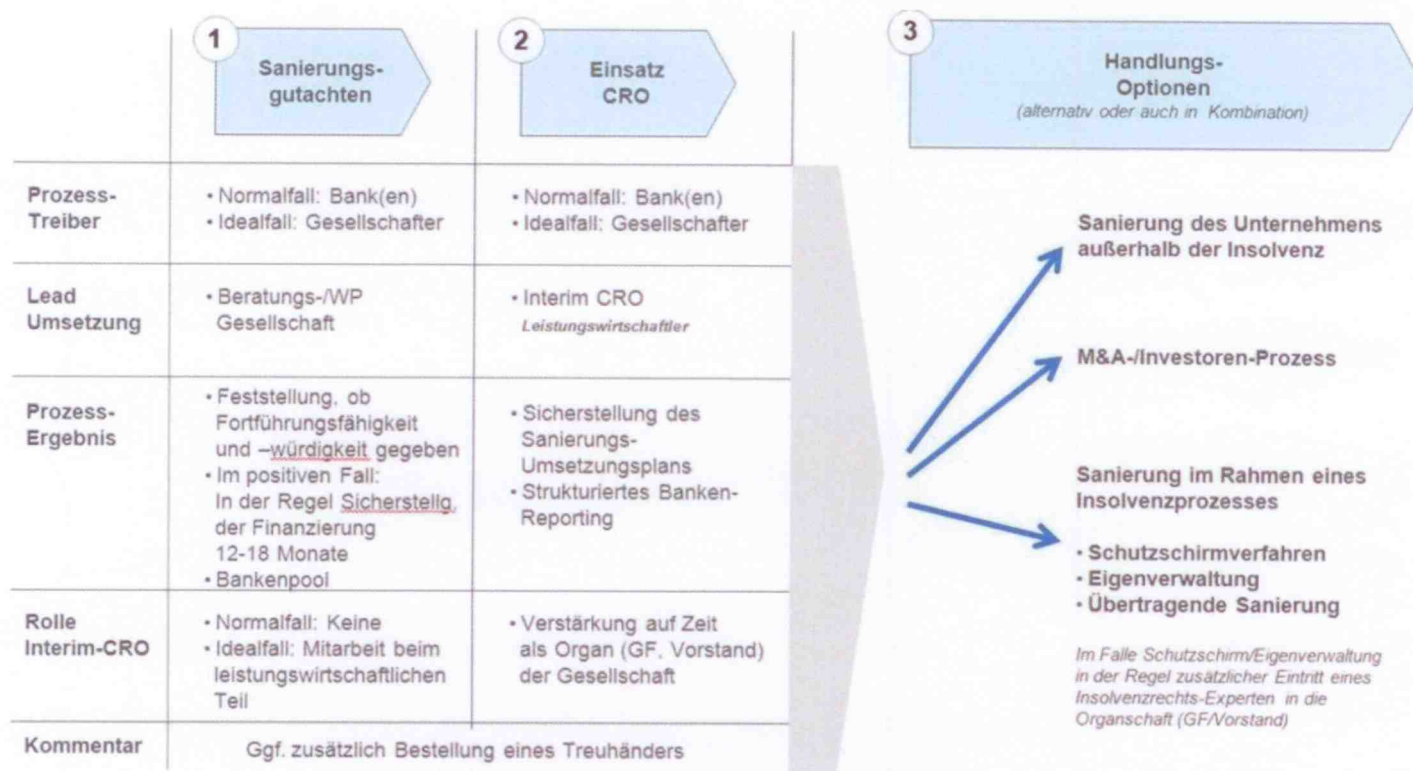 1
Sanierungs-
gutachten
2
Einsatz
CRO
3
Handlungs-
Optionen
(alternativ oder auch in Kombination)
Prozess-
Treiber
• Normalfall: Bank(en)
• Idealfall: Gesellschafter
• Normalfall: Bank(en)
• Idealfall: Gesellschafter
Lead
Umsetzung
• Beratungs-/WP
Gesellschaft
• Interim CRO
Leistungswirtschaftler
Prozess-
Ergebnis
• Feststellung, ob
Fortführungsfähigkeit
und –würdigkeit gegeben
• Im positiven Fall:
In der Regel Sicherstellg.
der Finanzierung
12-18 Monate
• Bankenpool
• Sicherstellung des
Sanierungs-
Umsetzungsplans
• Strukturiertes Banken-
Reporting
Rolle
Interim-CRO
• Normalfall: Keine
• Idealfall: Mitarbeit beim
leistungswirtschaftlichen
Teil
• Verstärkung auf Zeit
als Organ (GF, Vorstand)
der Gesellschaft
Kommentar
Ggf. zusätzlich Bestellung eines Treuhänders
Sanierung des Unternehmens
außerhalb der Insolvenz
M&A-/Investoren-Prozess
Sanierung im Rahmen eines
Insolvenzprozesses
• Schutzschirmverfahren
• Eigenverwaltung
• Übertragende Sanierung
Im Falle Schutzschirm/Eigenverwaltung
in der Regel zusätzlicher Eintritt eines
Insolvenzrechts-Experten in die
Organschaft (GF/Vorstand)